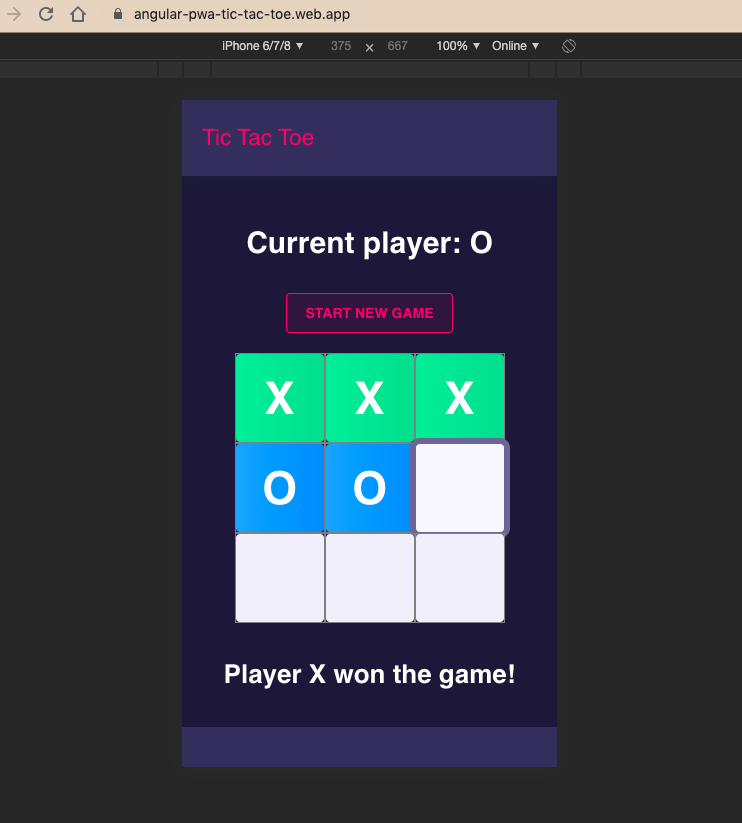 angular-pwa-tic-tac-toe.web.app
iPhone 6/7/8 ▼ 375 × 667 100% ▼ Online ▼
Tic Tac Toe
Current player: O
START NEW GAME
X X X
O O
Player X won the game!